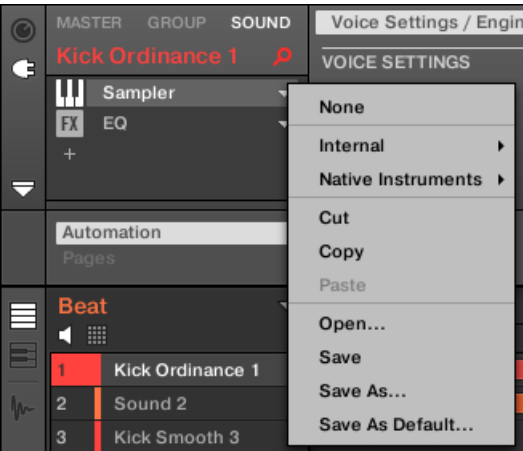 MASTER GROUP SOUND
Kick Ordinance 1
Voice Settings / Engin
VOICE SETTINGS
Sampler
FX EQ
+
None
Internal
Native Instruments
Cut
Copy
Paste
Open...
Save
Save As...
Save As Default...
Automation
Pages
Beat
1 Kick Ordinance 1
2 Sound 2
3 Kick Smooth 3